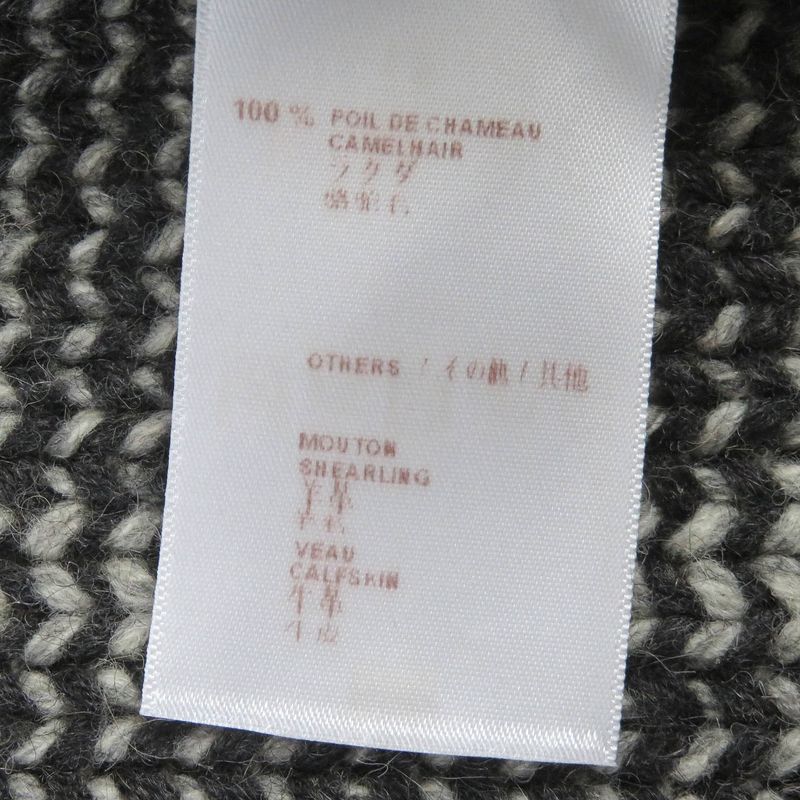 100 % POIL DE CHAMEAU
CAMELHAIR
ラクダ
骆驼毛
OTHERS / その他 / 其他
MOUTON
SHEARLING
羊革
羊毛
VEAU
CALFSKIN
牛革
牛皮